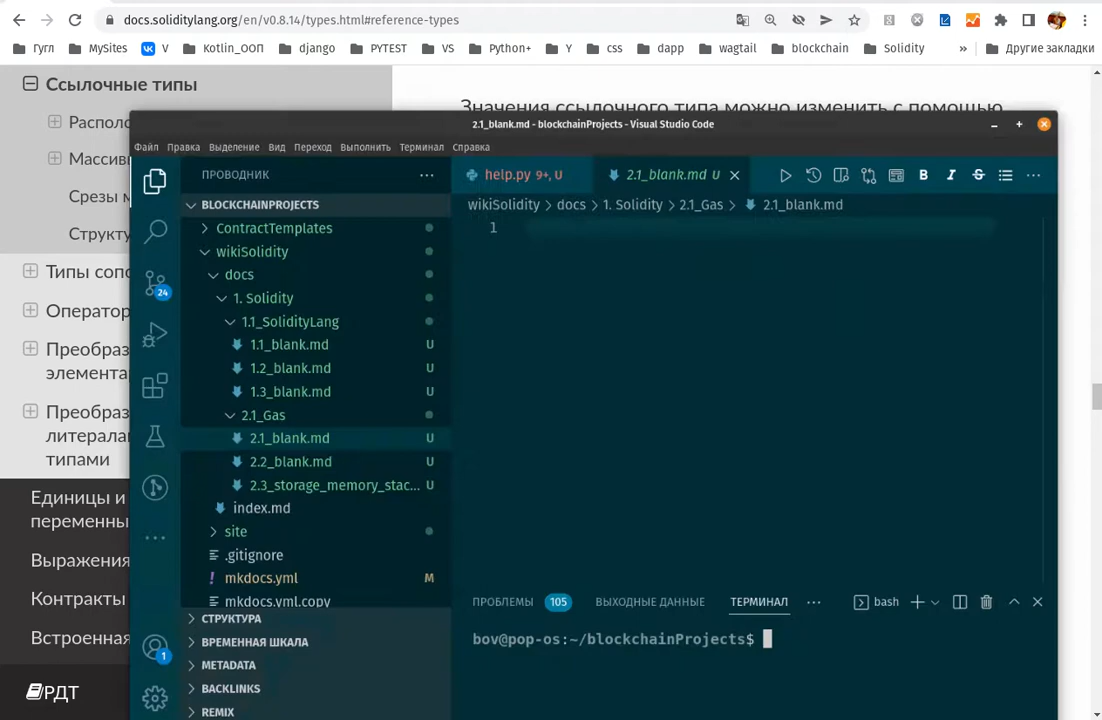 docs.soliditylang.org/en/v0.8.14/types.html#reference-types
Гугл MySites V Kotlin_ООП django PYTEST VS Python+ Y css dapp wagtail blockchain Solidity » Другие закладки
Ссылочные типы
Значения ссылочного типа можно изменить с помощью
Располо
Массивы
Срезы м
Структу
Типы сопо
Оператор
Преобраз
элемента
Преобраз
литерала
типами
Единицы и
переменны
Выражения
Контракты
Встроенная
РДТ
2.1_blank.md - blockchainProjects - Visual Studio Code
Файл Правка Выделение Вид Переход Выполнить Терминал Справка
ПРОВОДНИК ...
help.py 9+, U
2.1_blank.md U
BLOCKCHAINPROJECTS
wikiSolidity > docs > 1. Solidity > 2.1_Gas > 2.1_blank.md
1
ContractTemplates
wikiSolidity
docs
1. Solidity
1.1_SolidityLang
1.1_blank.md U
1.2_blank.md U
1.3_blank.md U
2.1_Gas
2.1_blank.md U
2.2_blank.md U
2.3_storage_memory_stac... U
index.md
site
.gitignore
mkdocs.yml M
mkdocs.yml.copy
24
1
СТРУКТУРА
ВРЕМЕННАЯ ШКАЛА
METADATA
BACKLINKS
REMIX
ПРОБЛЕМЫ 105 ВЫХОДНЫЕ ДАННЫЕ ТЕРМИНАЛ ... bash
bov@pop-os:~/blockchainProjects$